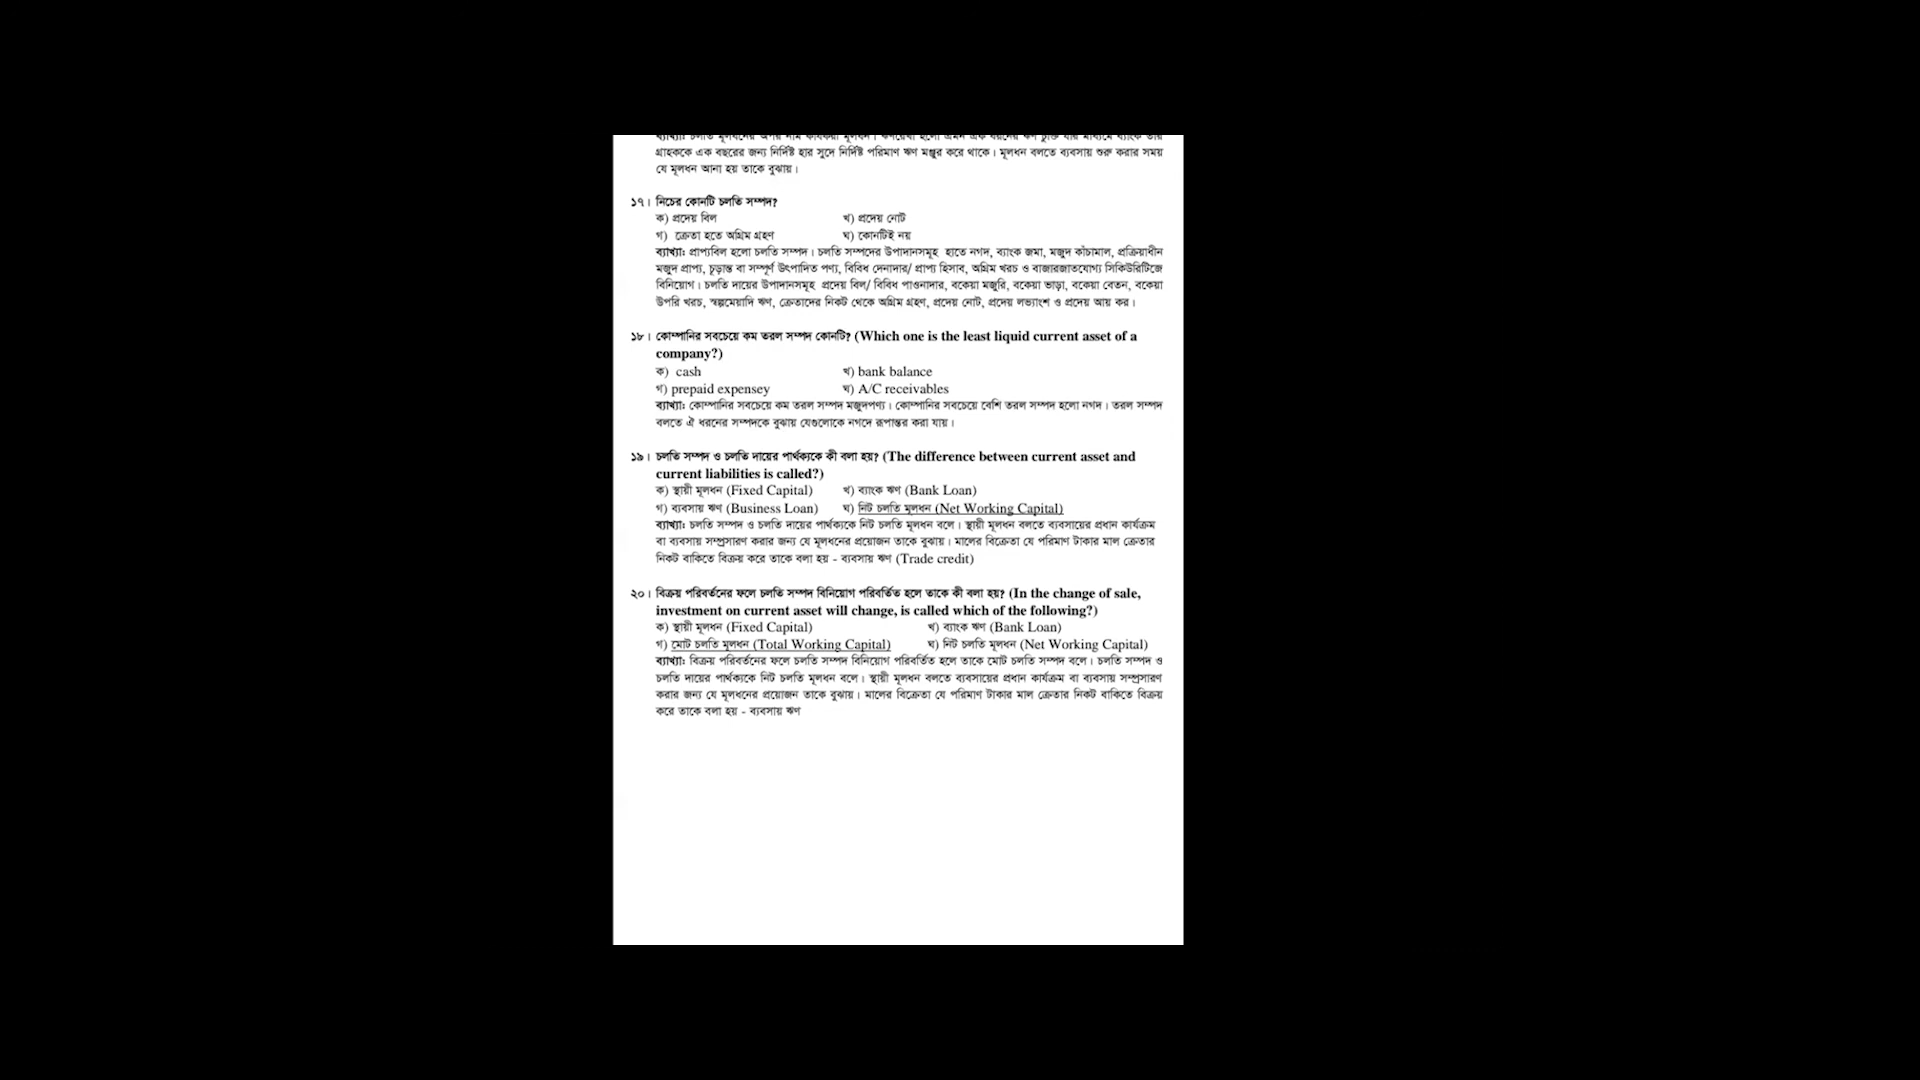 ব্যাখ্যা: চলতি মূলধনের অপর নাম কার্যকরী মূলধন। ঋণরেখা হলো এমন এক ধরনের ঋণ চুক্তি যার মাধ্যমে ব্যাংক তার
গ্রাহককে এক বছরের জন্য নির্দিষ্ট হার সুদে নির্দিষ্ট পরিমাণ ঋণ মঞ্জুর করে থাকে। মূলধন বলতে ব্যবসায় শুরু করার সময়
যে মূলধন আনা হয় তাকে বুঝায়।
১৭। নিচের কোনটি চলতি সম্পদ?
ক) প্রদেয় বিল খ) প্রদেয় নোট
গ) ক্রেতা হতে অগ্রিম গ্রহণ ঘ) কোনটিই নয়
ব্যাখ্যা: প্রাপ্যবিল হলো চলতি সম্পদ। চলতি সম্পদের উপাদানসমূহ হাতে নগদ, ব্যাংক জমা, মজুদ কাঁচামাল, প্রক্রিয়াধীন
মজুদ প্রাপ্য, চূড়ান্ত বা সম্পূর্ণ উৎপাদিত পণ্য, বিবিধ দেনাদার/ প্রাপ্য হিসাব, অগ্রিম খরচ ও বাজারজাতযোগ্য সিকিউরিটিজে
বিনিয়োগ। চলতি দায়ের উপাদানসমূহ প্রদেয় বিল/ বিবিধ পাওনাদার, বকেয়া মজুরি, বকেয়া ভাড়া, বকেয়া বেতন, বকেয়া
উপরি খরচ, স্বল্পমেয়াদি ঋণ, ক্রেতাদের নিকট থেকে অগ্রিম গ্রহণ, প্রদেয় নোট, প্রদেয় লভ্যাংশ ও প্রদেয় আয় কর।
১৮। কোম্পানির সবচেয়ে কম তরল সম্পদ কোনটি? (Which one is the least liquid current asset of a
company?)
ক) cash খ) bank balance
গ) prepaid expensey ঘ) A/C receivables
ব্যাখ্যা: কোম্পানির সবচেয়ে কম তরল সম্পদ মজুদপণ্য। কোম্পানির সবচেয়ে বেশি তরল সম্পদ হলো নগদ। তরল সম্পদ
বলতে ঐ ধরনের সম্পদকে বুঝায় যেগুলোকে নগদে রূপান্তর করা যায়।
১৯। চলতি সম্পদ ও চলতি দায়ের পার্থক্যকে কী বলা হয়? (The difference between current asset and
current liabilities is called?)
ক) স্থায়ী মূলধন (Fixed Capital) খ) ব্যাংক ঋণ (Bank Loan)
গ) ব্যবসায় ঋণ (Business Loan) ঘ) নিট চলতি মূলধন (Net Working Capital)
ব্যাখ্যা: চলতি সম্পদ ও চলতি দায়ের পার্থক্যকে নিট চলতি মূলধন বলে। স্থায়ী মূলধন বলতে ব্যবসায়ের প্রধান কার্যক্রম
বা ব্যবসায় সম্প্রসারণ করার জন্য যে মূলধনের প্রয়োজন তাকে বুঝায়। মালের বিক্রেতা যে পরিমাণ টাকার মাল ক্রেতার
নিকট বাকিতে বিক্রয় করে তাকে বলা হয় - ব্যবসায় ঋণ (Trade credit)
২০। বিক্রয় পরিবর্তনের ফলে চলতি সম্পদ বিনিয়োগ পরিবর্তিত হলে তাকে কী বলা হয়? (In the change of sale,
investment on current asset will change, is called which of the following?)
ক) স্থায়ী মূলধন (Fixed Capital) খ) ব্যাংক ঋণ (Bank Loan)
গ) মোট চলতি মূলধন (Total Working Capital) ঘ) নিট চলতি মূলধন (Net Working Capital)
ব্যাখ্যা: বিক্রয় পরিবর্তনের ফলে চলতি সম্পদ বিনিয়োগ পরিবর্তিত হলে তাকে মোট চলতি সম্পদ বলে। চলতি সম্পদ ও
চলতি দায়ের পার্থক্যকে নিট চলতি মূলধন বলে। স্থায়ী মূলধন বলতে ব্যবসায়ের প্রধান কার্যক্রম বা ব্যবসায় সম্প্রসারণ
করার জন্য যে মূলধনের প্রয়োজন তাকে বুঝায়। মালের বিক্রেতা যে পরিমাণ টাকার মাল ক্রেতার নিকট বাকিতে বিক্রয়
করে তাকে বলা হয় - ব্যবসায় ঋণ